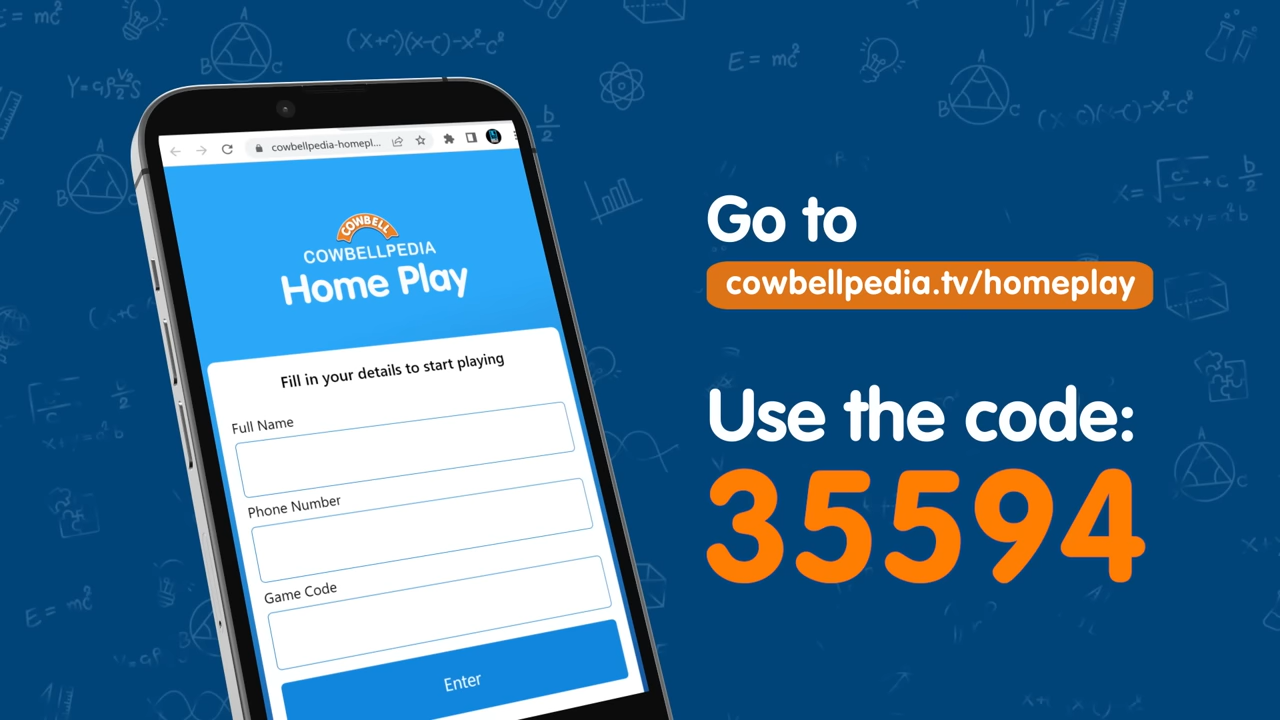 cowbellpedia-homepl...
COWBELL
COWBELLPEDIA
Home Play
Fill in your details to start playing
Full Name
Phone Number
Game Code
Enter
Go to
cowbellpedia.tv/homeplay
Use the code:
35594
E = mc²